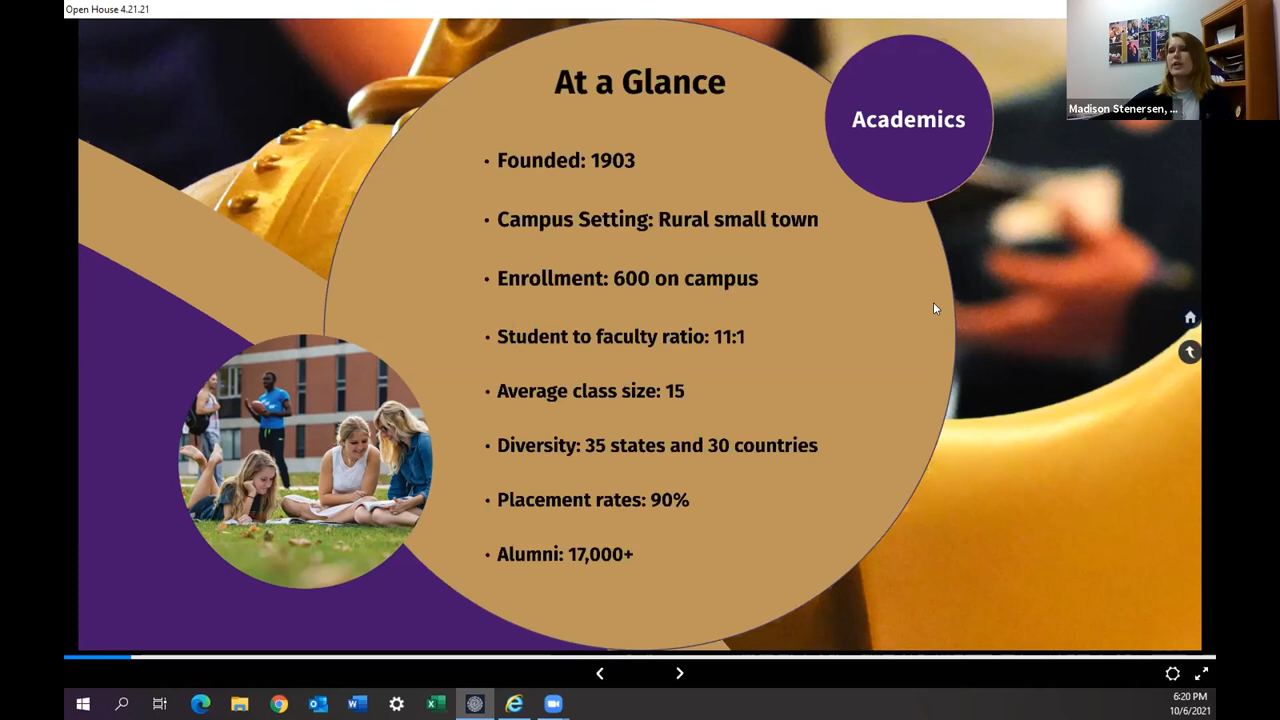 Open House 4.21.21
At a Glance
Academics
Madison Stenersen, ...
• Founded: 1903
• Campus Setting: Rural small town
• Enrollment: 600 on campus
• Student to faculty ratio: 11:1
• Average class size: 15
• Diversity: 35 states and 30 countries
• Placement rates: 90%
• Alumni: 17,000+
6:20 PM
10/6/2021